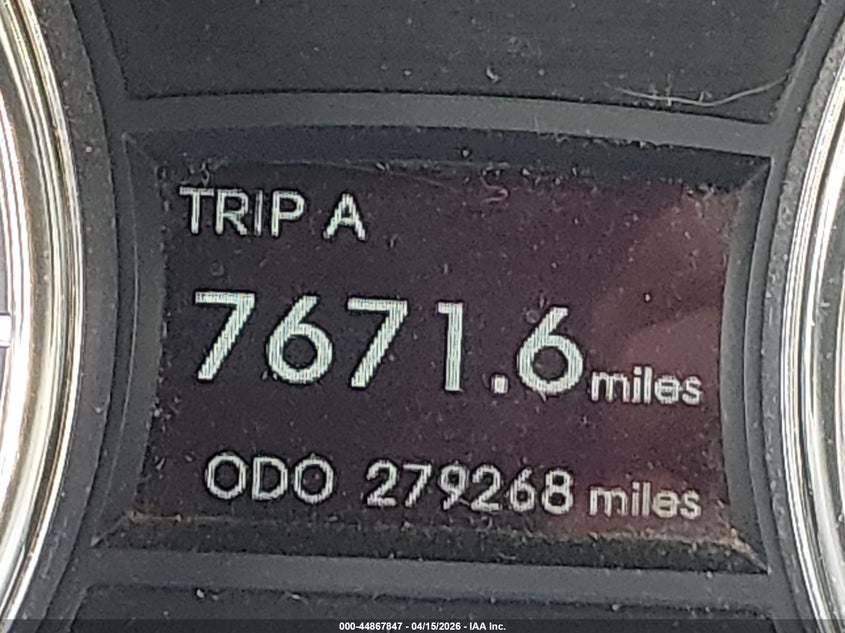 TRIP A
7671.6 miles
ODO 279268 miles
000-44867847 - 04/15/2026 - IAA Inc.